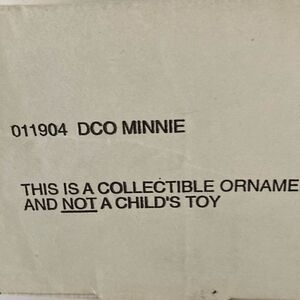 011904 DCO MINNIE
THIS IS A COLLECTIBLE ORNAME
AND NOT A CHILD'S TOY